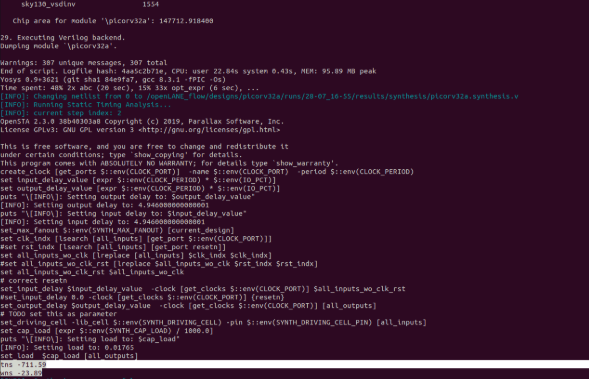 sky130_vsdinv 1554
Chip area for module '\picorv32a': 147712.918400
29. Executing Verilog backend.
Dumping module `\picorv32a'.
Warnings: 307 unique messages, 307 total
End of script. Logfile hash: 4aa5c2b71e, CPU: user 22.84s system 0.43s, MEM: 95.89 MB peak
Yosys 0.9+3621 (git sha1 84e9fa7, gcc 8.3.1 -fPIC -Os)
Time spent: 48% 2x abc (20 sec), 15% 33x opt_expr (6 sec), ...
[INFO]: Changing netlist from 0 to /openLANE_flow/designs/picorv32a/runs/28-07_16-55/results/synthesis/picorv32a.synthesis.v
[INFO]: Running Static Timing Analysis...
[INFO]: current step index: 2
OpenSTA 2.3.0 38b40303a8 Copyright (c) 2019, Parallax Software, Inc.
License GPLv3: GNU GPL version 3 <http://gnu.org/licenses/gpl.html>
This is free software, and you are free to change and redistribute it
under certain conditions; type `show_copying' for details.
This program comes with ABSOLUTELY NO WARRANTY; for details type `show_warranty'.
create_clock [get_ports $::env(CLOCK_PORT)] -name $::env(CLOCK_PORT) -period $::env(CLOCK_PERIOD)
set input_delay_value [expr $::env(CLOCK_PERIOD) * $::env(IO_PCT)]
set output_delay_value [expr $::env(CLOCK_PERIOD) * $::env(IO_PCT)]
puts "\[INFO\]: Setting output delay to: $output_delay_value"
[INFO]: Setting output delay to: 4.946000000000001
puts "\[INFO\]: Setting input delay to: $input_delay_value"
[INFO]: Setting input delay to: 4.946000000000001
set_max_fanout $::env(SYNTH_MAX_FANOUT) [current_design]
set clk_indx [lsearch [all_inputs] [get_port $::env(CLOCK_PORT)]]
#set rst_indx [lsearch [all_inputs] [get_port resetn]]
set all_inputs_wo_clk [lreplace [all_inputs] $clk_indx $clk_indx]
#set all_inputs_wo_clk_rst [lreplace $all_inputs_wo_clk $rst_indx $rst_indx]
set all_inputs_wo_clk_rst $all_inputs_wo_clk
# correct resetn
set_input_delay $input_delay_value -clock [get_clocks $::env(CLOCK_PORT)] $all_inputs_wo_clk_rst
#set_input_delay 0.0 -clock [get_clocks $::env(CLOCK_PORT)] {resetn}
set_output_delay $output_delay_value -clock [get_clocks $::env(CLOCK_PORT)] [all_outputs]
# TODO set this as parameter
set_driving_cell -lib_cell $::env(SYNTH_DRIVING_CELL) -pin $::env(SYNTH_DRIVING_CELL_PIN) [all_inputs]
set cap_load [expr $::env(SYNTH_CAP_LOAD) / 1000.0]
puts "\[INFO\]: Setting load to: $cap_load"
[INFO]: Setting load to: 0.01765
set_load $cap_load [all_outputs]
tns -711.59
wns -23.89